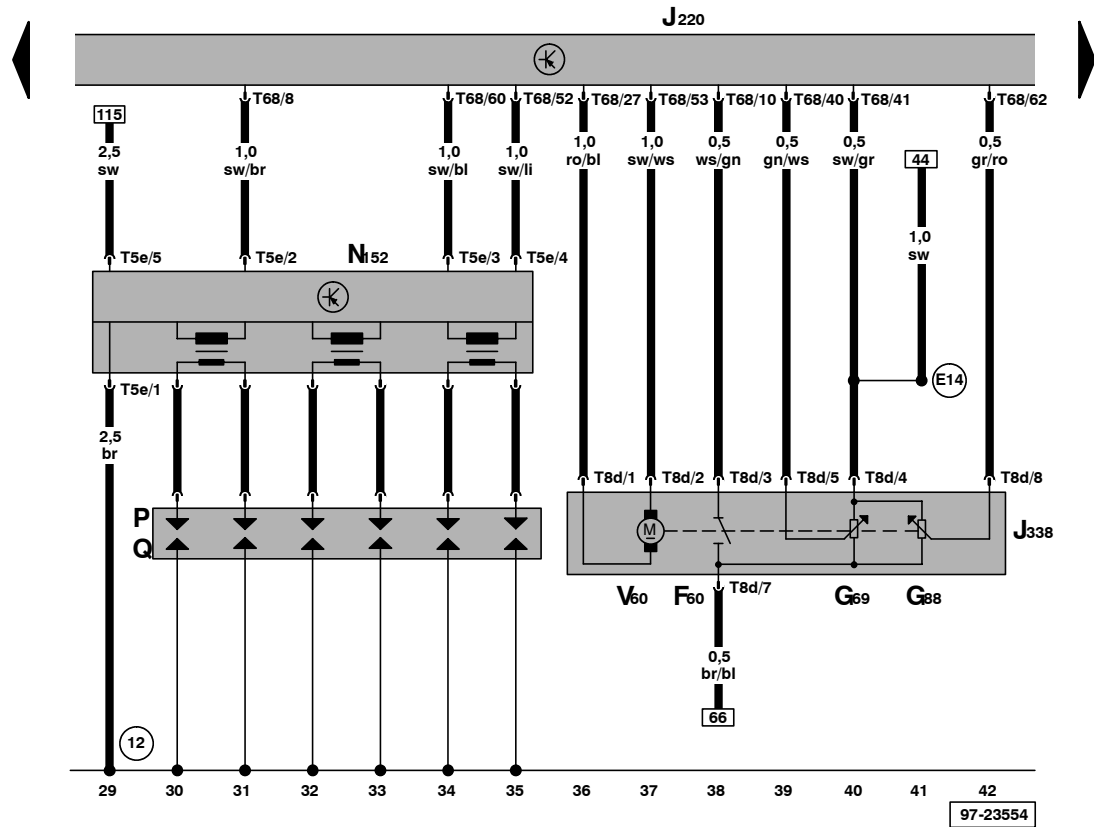 J220
T68/8 T68/60 T68/52 T68/27 T68/53 T68/10 T68/40 T68/41 T68/62
115
2,5 1,0 1,0 1,0 1,0 1,0 0,5 0,5 0,5 0,5
sw sw/br sw/bl sw/li ro/bl sw/ws ws/gn gn/ws sw/gr gr/ro
44
1,0
sw
T5e/5 T5e/2 N152 T5e/3 T5e/4
E14
T5e/1
2,5
br
T8d/1 T8d/2 T8d/3 T8d/5 T8d/4 T8d/8
P
Q
M
J338
V60 F60 T8d/7 G69 G88
0,5
br/bl
66
12
29 30 31 32 33 34 35 36 37 38 39 40 41 42
97-23554